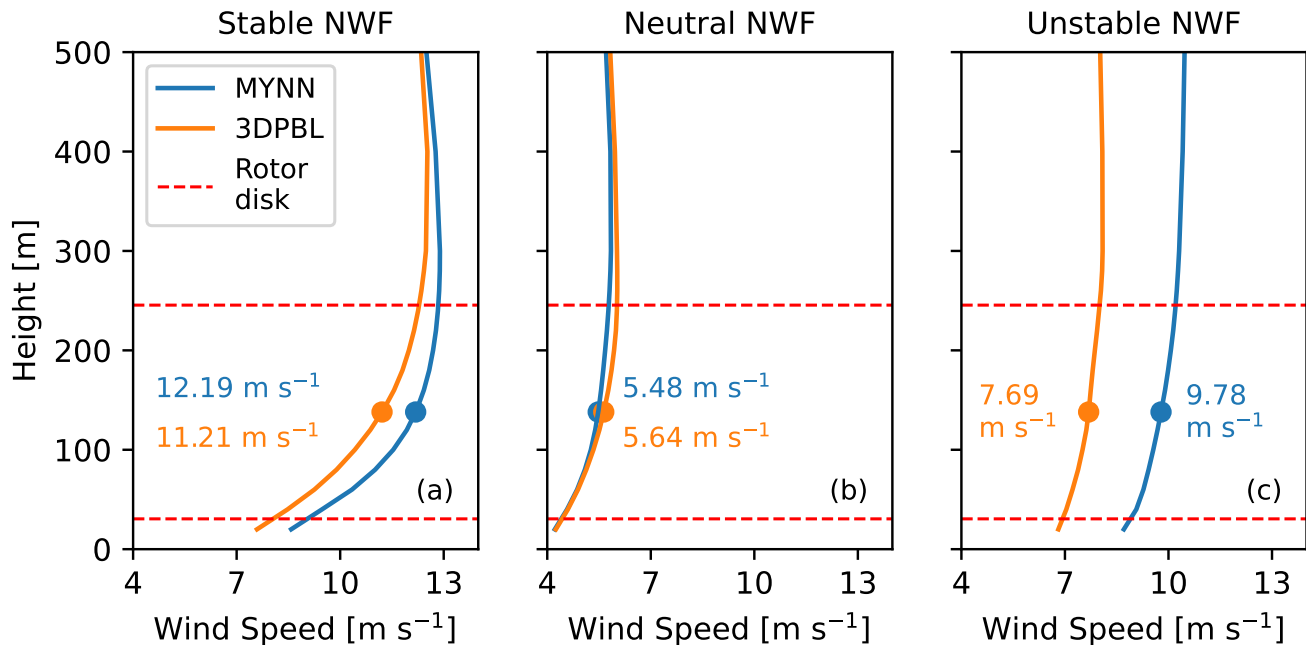 Stable NWF
Neutral NWF
Unstable NWF
Height [m]
500
400
300
200
100
0
MYNN
3DPBL
Rotor
disk
12.19 m s⁻¹
11.21 m s⁻¹
(a)
4 7 10 13
Wind Speed [m s⁻¹]
5.48 m s⁻¹
5.64 m s⁻¹
(b)
4 7 10 13
Wind Speed [m s⁻¹]
7.69
m s⁻¹
9.78
m s⁻¹
(c)
4 7 10 13
Wind Speed [m s⁻¹]